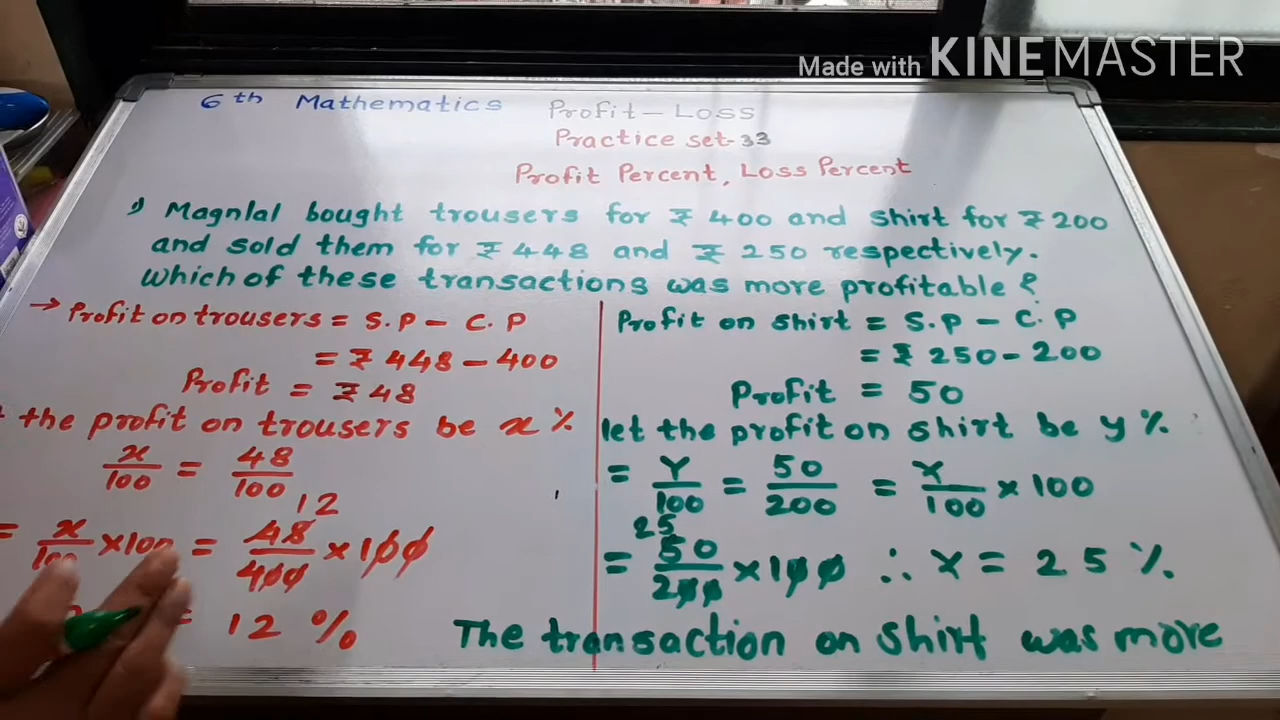 Made with KINEMASTER
6th Mathematics Profit - Loss
Practice set-33
Profit Percent, Loss Percent
1) Magnlal bought trousers for ₹ 400 and shirt for ₹ 200
and sold them for ₹ 448 and ₹ 250 respectively.
which of these transactions was more profitable ?
→ Profit on trousers = S.P - C.P
= ₹ 448 - 400
Profit = ₹ 48
the profit on trousers be x %
x/100 = 48/100
12
= x/100 × 100 = 48/400 × 100
= 12 %
Profit on shirt = S.P - C.P
= ₹ 250 - 200
Profit = 50
let the profit on shirt be y %
= Y/100 = 50/200 = x/100 × 100
25
= 50/200 × 100 ∴ x = 25 %
The transaction on shirt was more